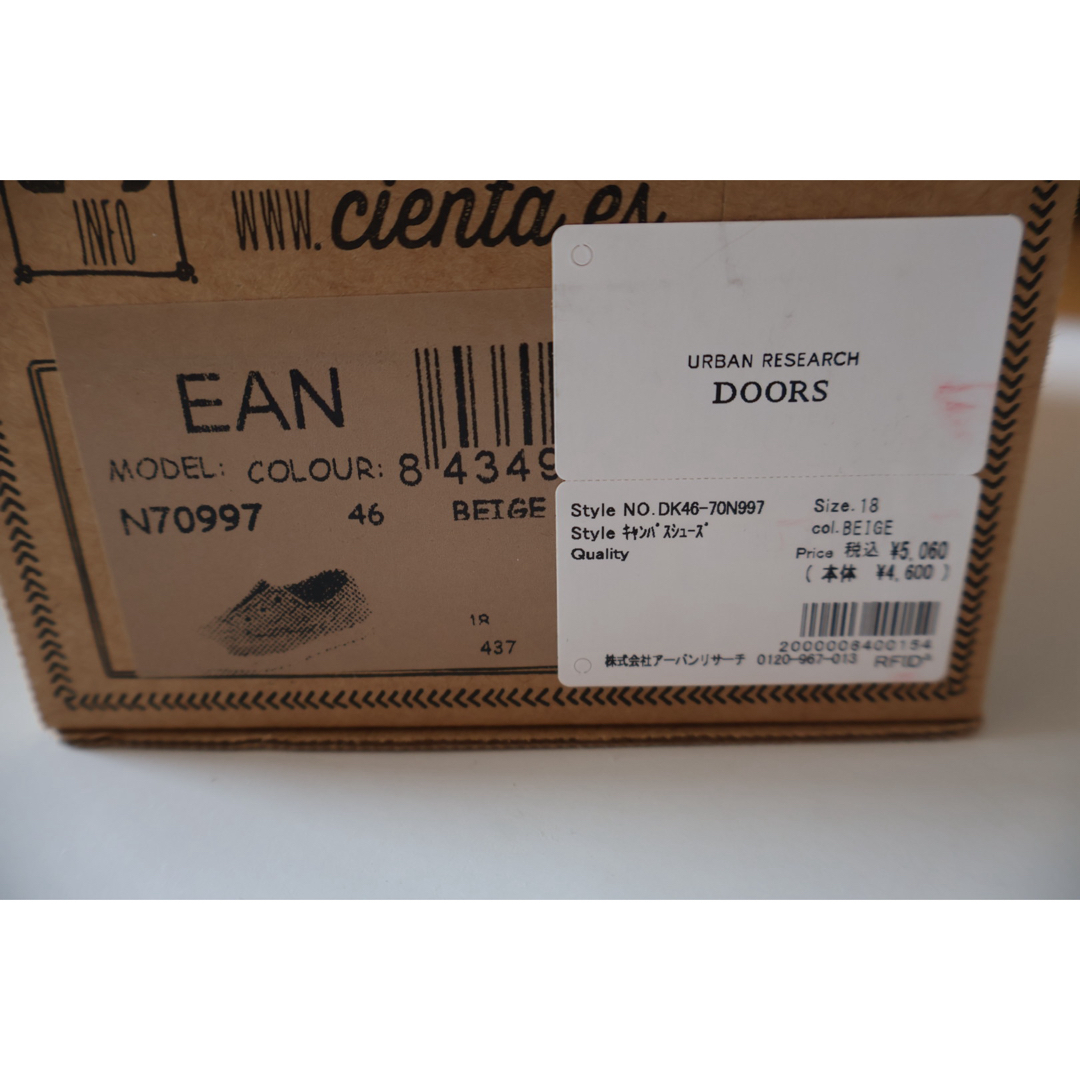 INFO
www.cienta.es
EAN
MODEL: COLOUR: 8 4349
N70997 46 BEIGE
18
437
URBAN RESEARCH
DOORS
Style NO.DK46-70N997 Size.18
Style ｷｬﾝﾊﾞｽｼｭｰｽﾞ col.BEIGE
Quality Price 税込 ¥5,060
( 本体 ¥4,600 )
2000008400154
株式会社アーバンリサーチ 0120-967-013 RFID